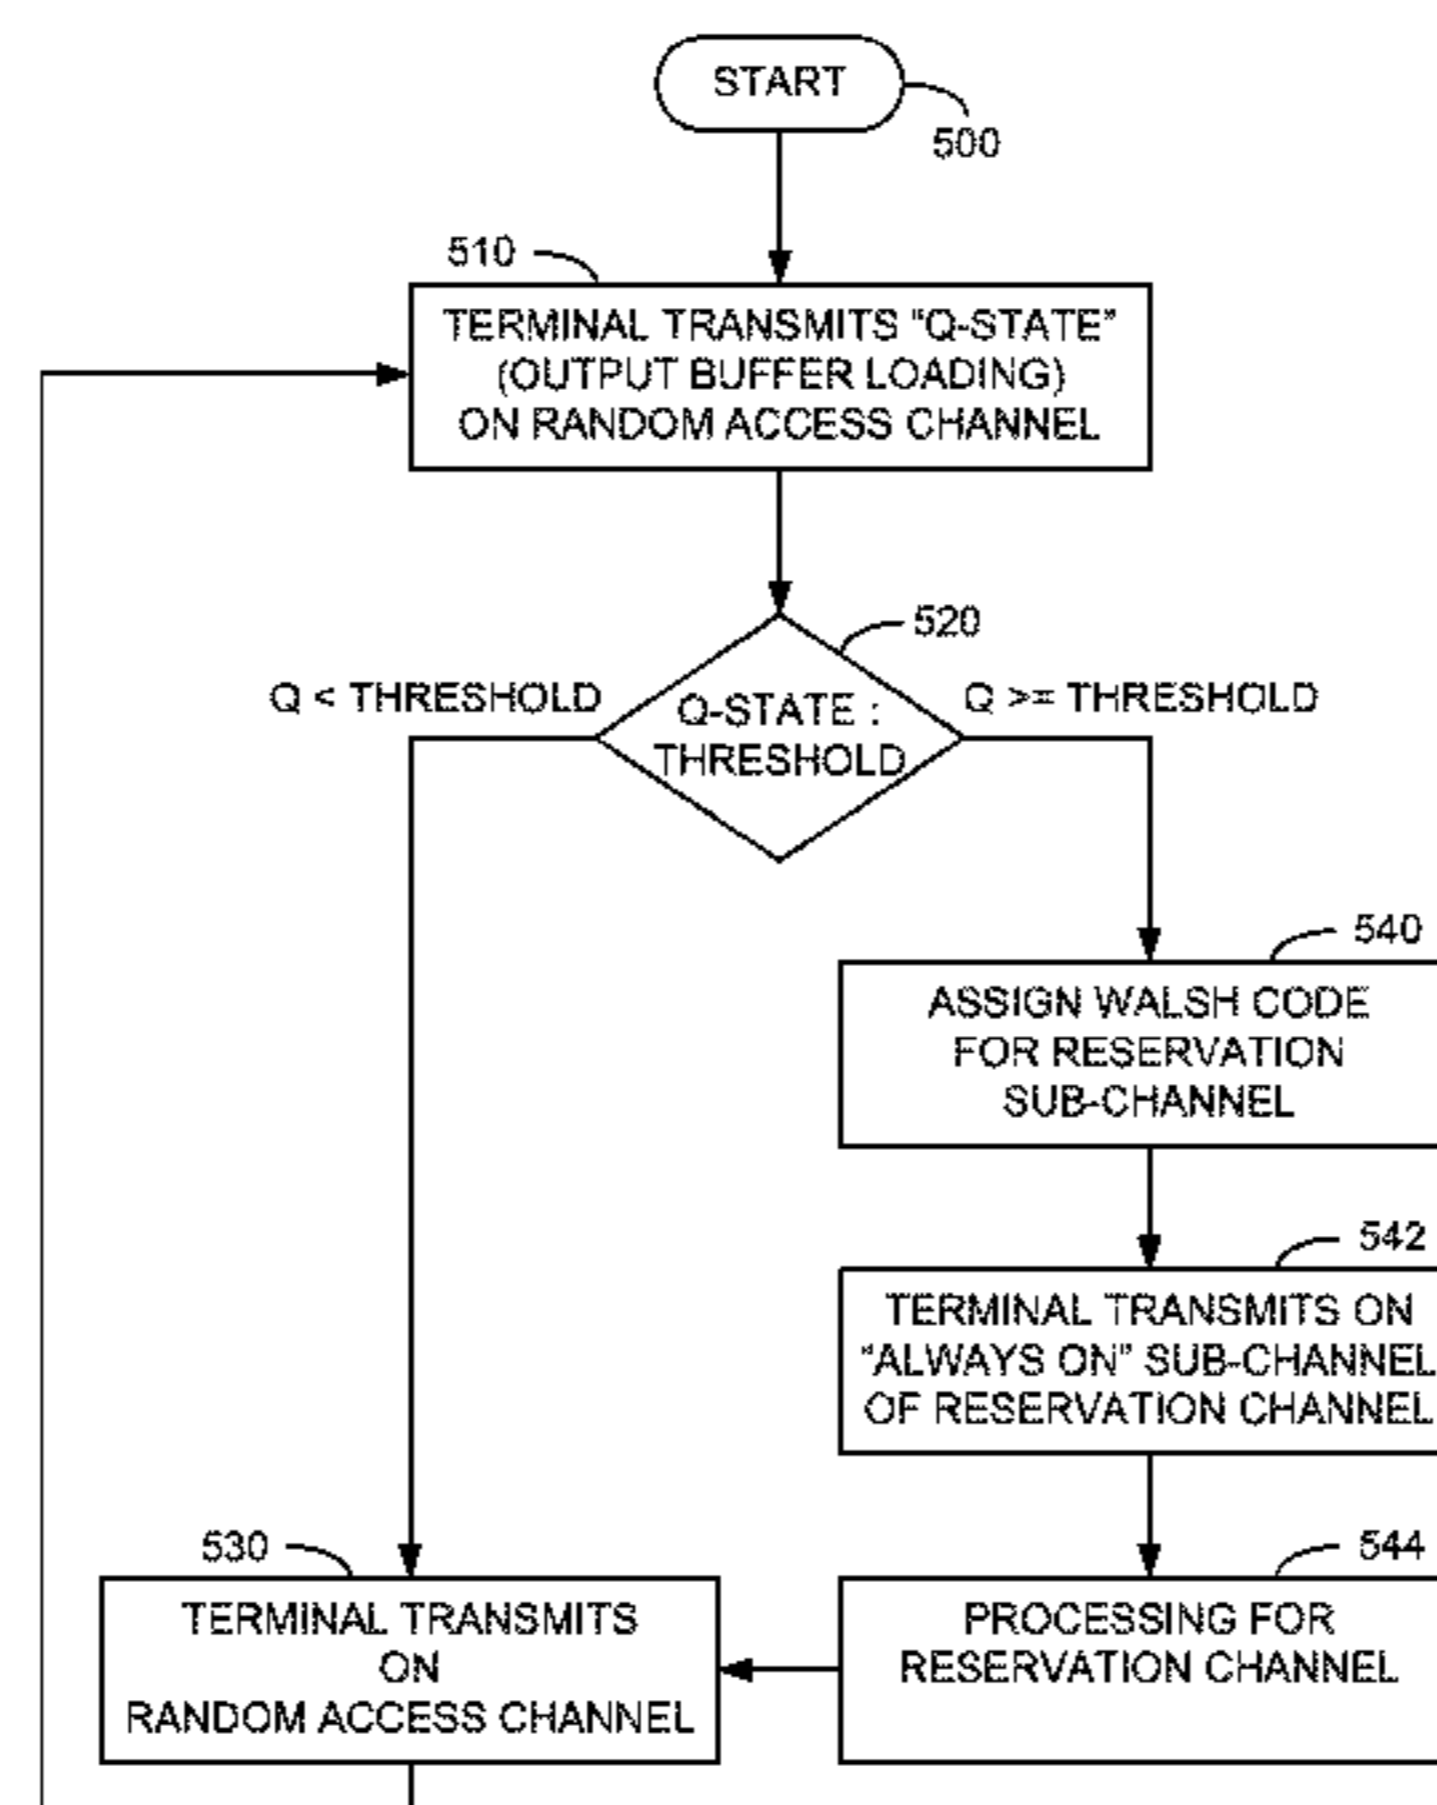 START
500
510
TERMINAL TRANSMITS "Q-STATE"
(OUTPUT BUFFER LOADING)
ON RANDOM ACCESS CHANNEL
520
Q < THRESHOLD
Q-STATE :
THRESHOLD
Q >= THRESHOLD
540
ASSIGN WALSH CODE
FOR RESERVATION
SUB-CHANNEL
542
TERMINAL TRANSMITS ON
"ALWAYS ON" SUB-CHANNEL
OF RESERVATION CHANNEL
530
TERMINAL TRANSMITS
ON
RANDOM ACCESS CHANNEL
544
PROCESSING FOR
RESERVATION CHANNEL